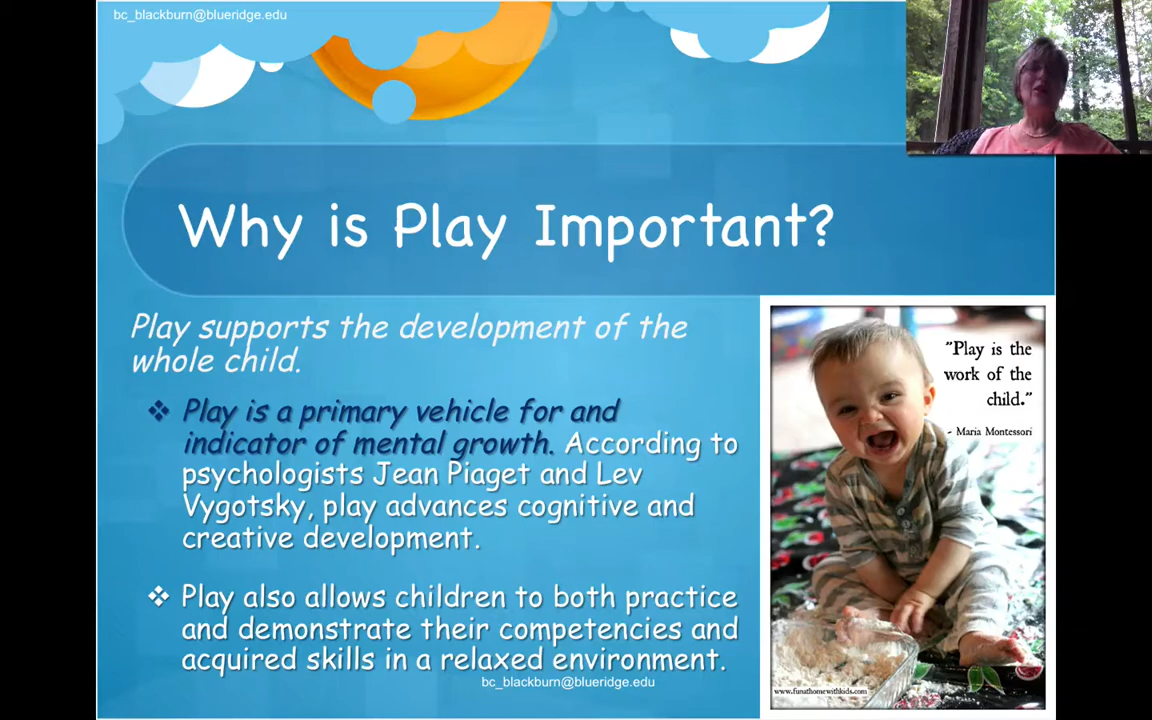 bc_blackburn@blueridge.edu
Why is Play Important?
Play supports the development of the
whole child.
❖ Play is a primary vehicle for and
indicator of mental growth. According to
psychologists Jean Piaget and Lev
Vygotsky, play advances cognitive and
creative development.
❖ Play also allows children to both practice
and demonstrate their competencies and
acquired skills in a relaxed environment.
bc_blackburn@blueridge.edu
"Play is the
work of the
child."
- Maria Montessori
www.funathomewithkids.com